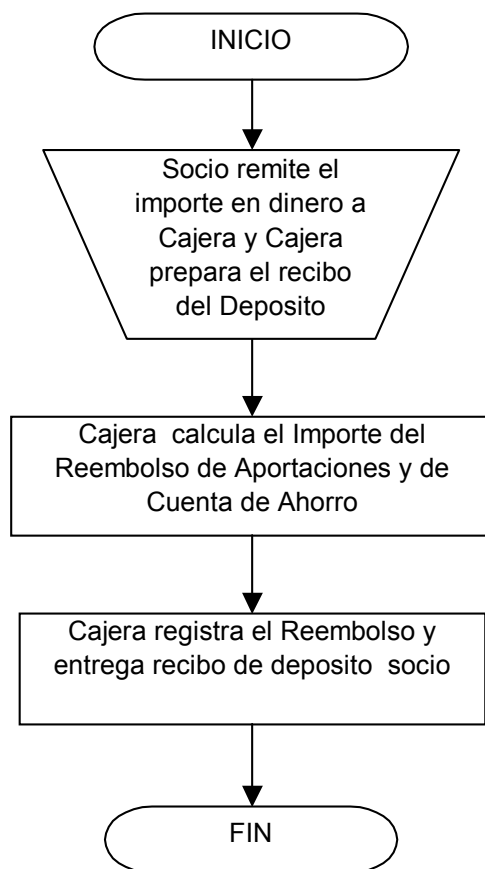 INICIO
Socio remite el
importe en dinero a
Cajera y Cajera
prepara el recibo
del Deposito
Cajera calcula el Importe del
Reembolso de Aportaciones y de
Cuenta de Ahorro
Cajera registra el Reembolso y
entrega recibo de deposito socio
FIN